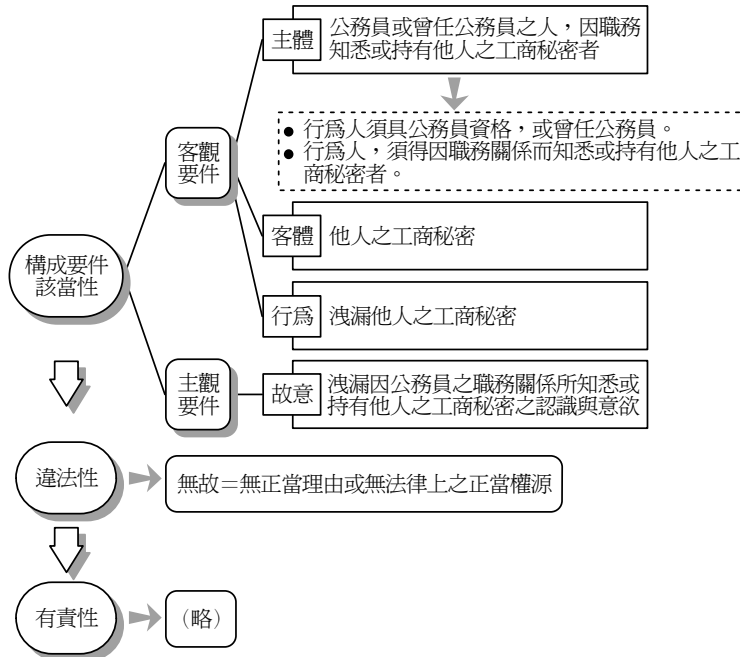 主體
公務員或曾任公務員之人，因職務
知悉或持有他人之工商秘密者
● 行爲人須具公務員資格，或曾任公務員。
● 行爲人，須得因職務關係而知悉或持有他人之工
商秘密者。
客觀
要件
客體
他人之工商秘密
構成要件
該當性
行爲
洩漏他人之工商秘密
主觀
要件
故意
洩漏因公務員之職務關係所知悉或
持有他人之工商秘密之認識與意欲
違法性
無故＝無正當理由或無法律上之正當權源
有責性
（略）